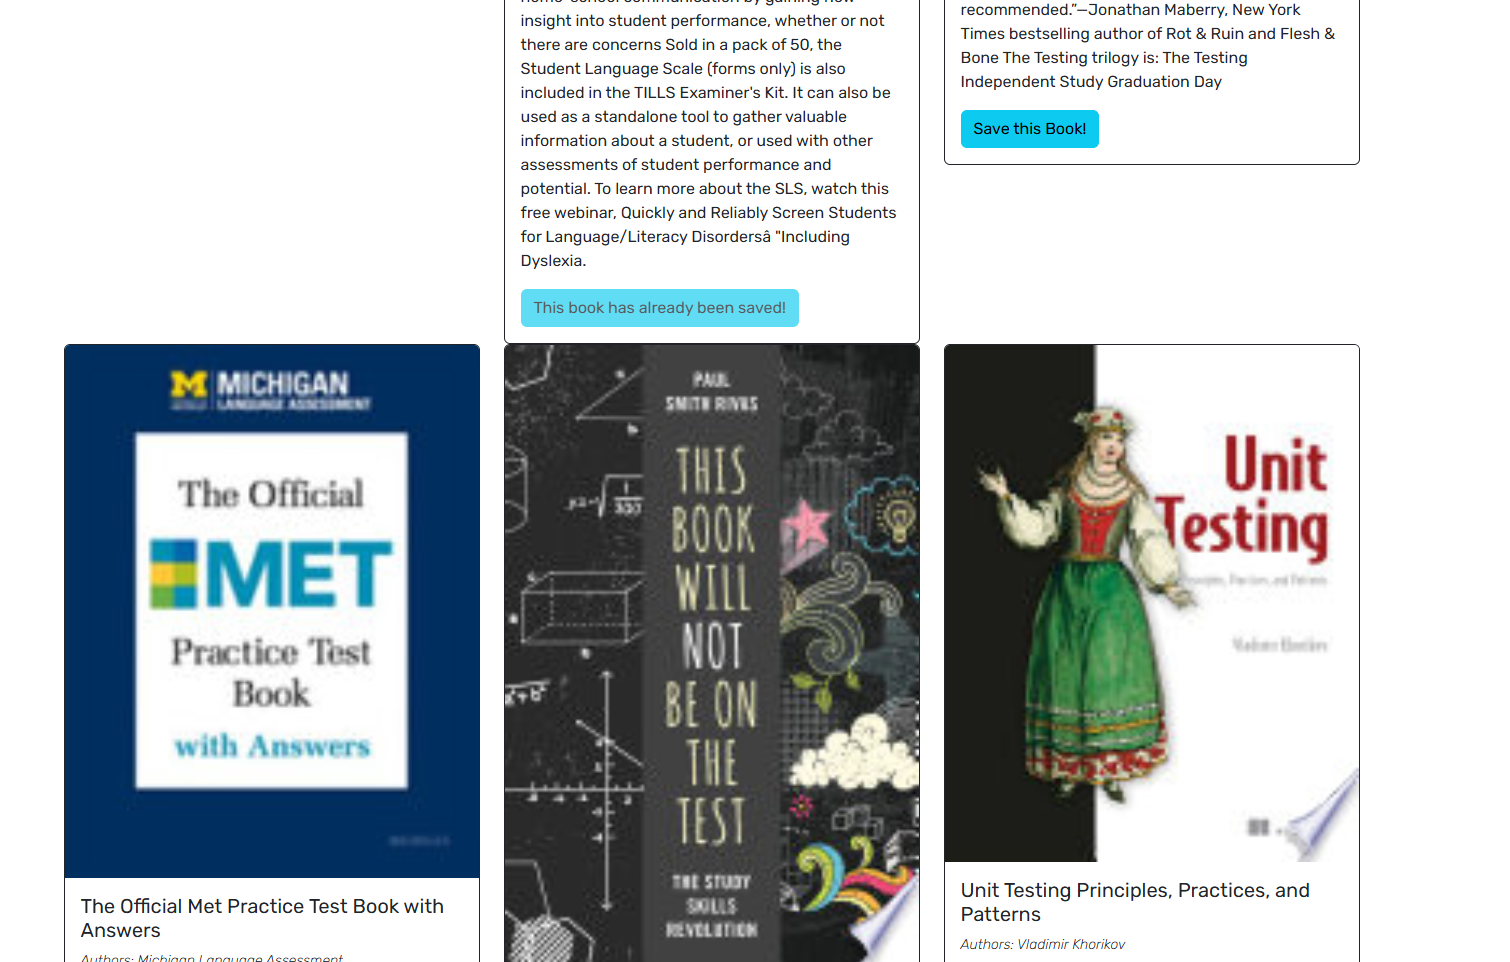 insight into student performance, whether or not
there are concerns Sold in a pack of 50, the
Student Language Scale (forms only) is also
included in the TILLS Examiner's Kit. It can also be
used as a standalone tool to gather valuable
information about a student, or used with other
assessments of student performance and
potential. To learn more about the SLS, watch this
free webinar, Quickly and Reliably Screen Students
for Language/Literacy Disordersâ "Including
Dyslexia.
This book has already been saved!
recommended.”—Jonathan Maberry, New York
Times bestselling author of Rot & Ruin and Flesh &
Bone The Testing trilogy is: The Testing
Independent Study Graduation Day
Save this Book!
M MICHIGAN
LANGUAGE ASSESSMENT
The Official
MET
Practice Test
Book
with Answers
The Official Met Practice Test Book with
Answers
Authors: Michigan Language Assessment
PAUL
SMITH RIVAS
THIS
BOOK
WILL
NOT
BE ON
THE
TEST
THE STUDY
SKILLS
REVOLUTION
Unit
Testing
Principles, Practices, and Patterns
Vladimir Khorikov
Unit Testing Principles, Practices, and
Patterns
Authors: Vladimir Khorikov